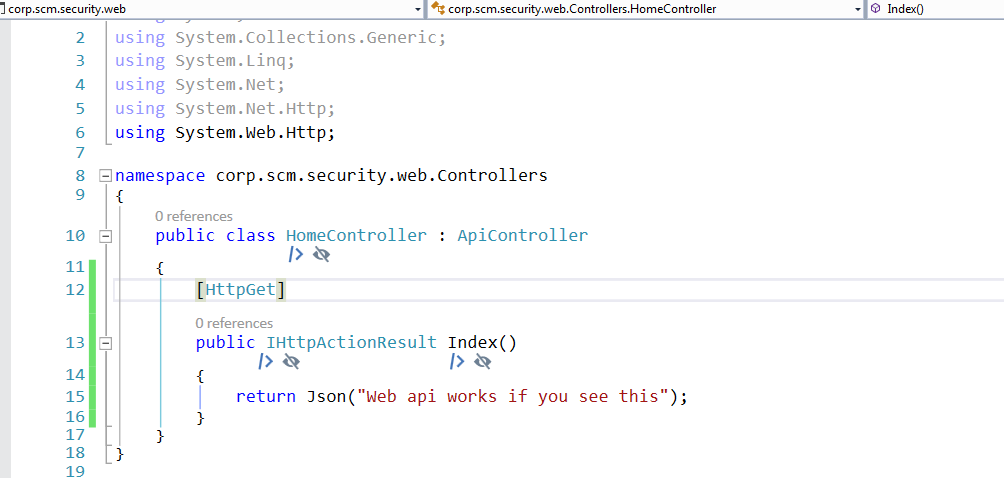 corp.scm.security.web corp.scm.security.web.Controllers.HomeController Index()
2 using System.Collections.Generic;
3 using System.Linq;
4 using System.Net;
5 using System.Net.Http;
6 using System.Web.Http;
7
8 namespace corp.scm.security.web.Controllers
9 {
0 references
10 public class HomeController : ApiController
11 {
12 [HttpGet]
0 references
13 public IHttpActionResult Index()
14 {
15 return Json("Web api works if you see this");
16 }
17 }
18 }
19